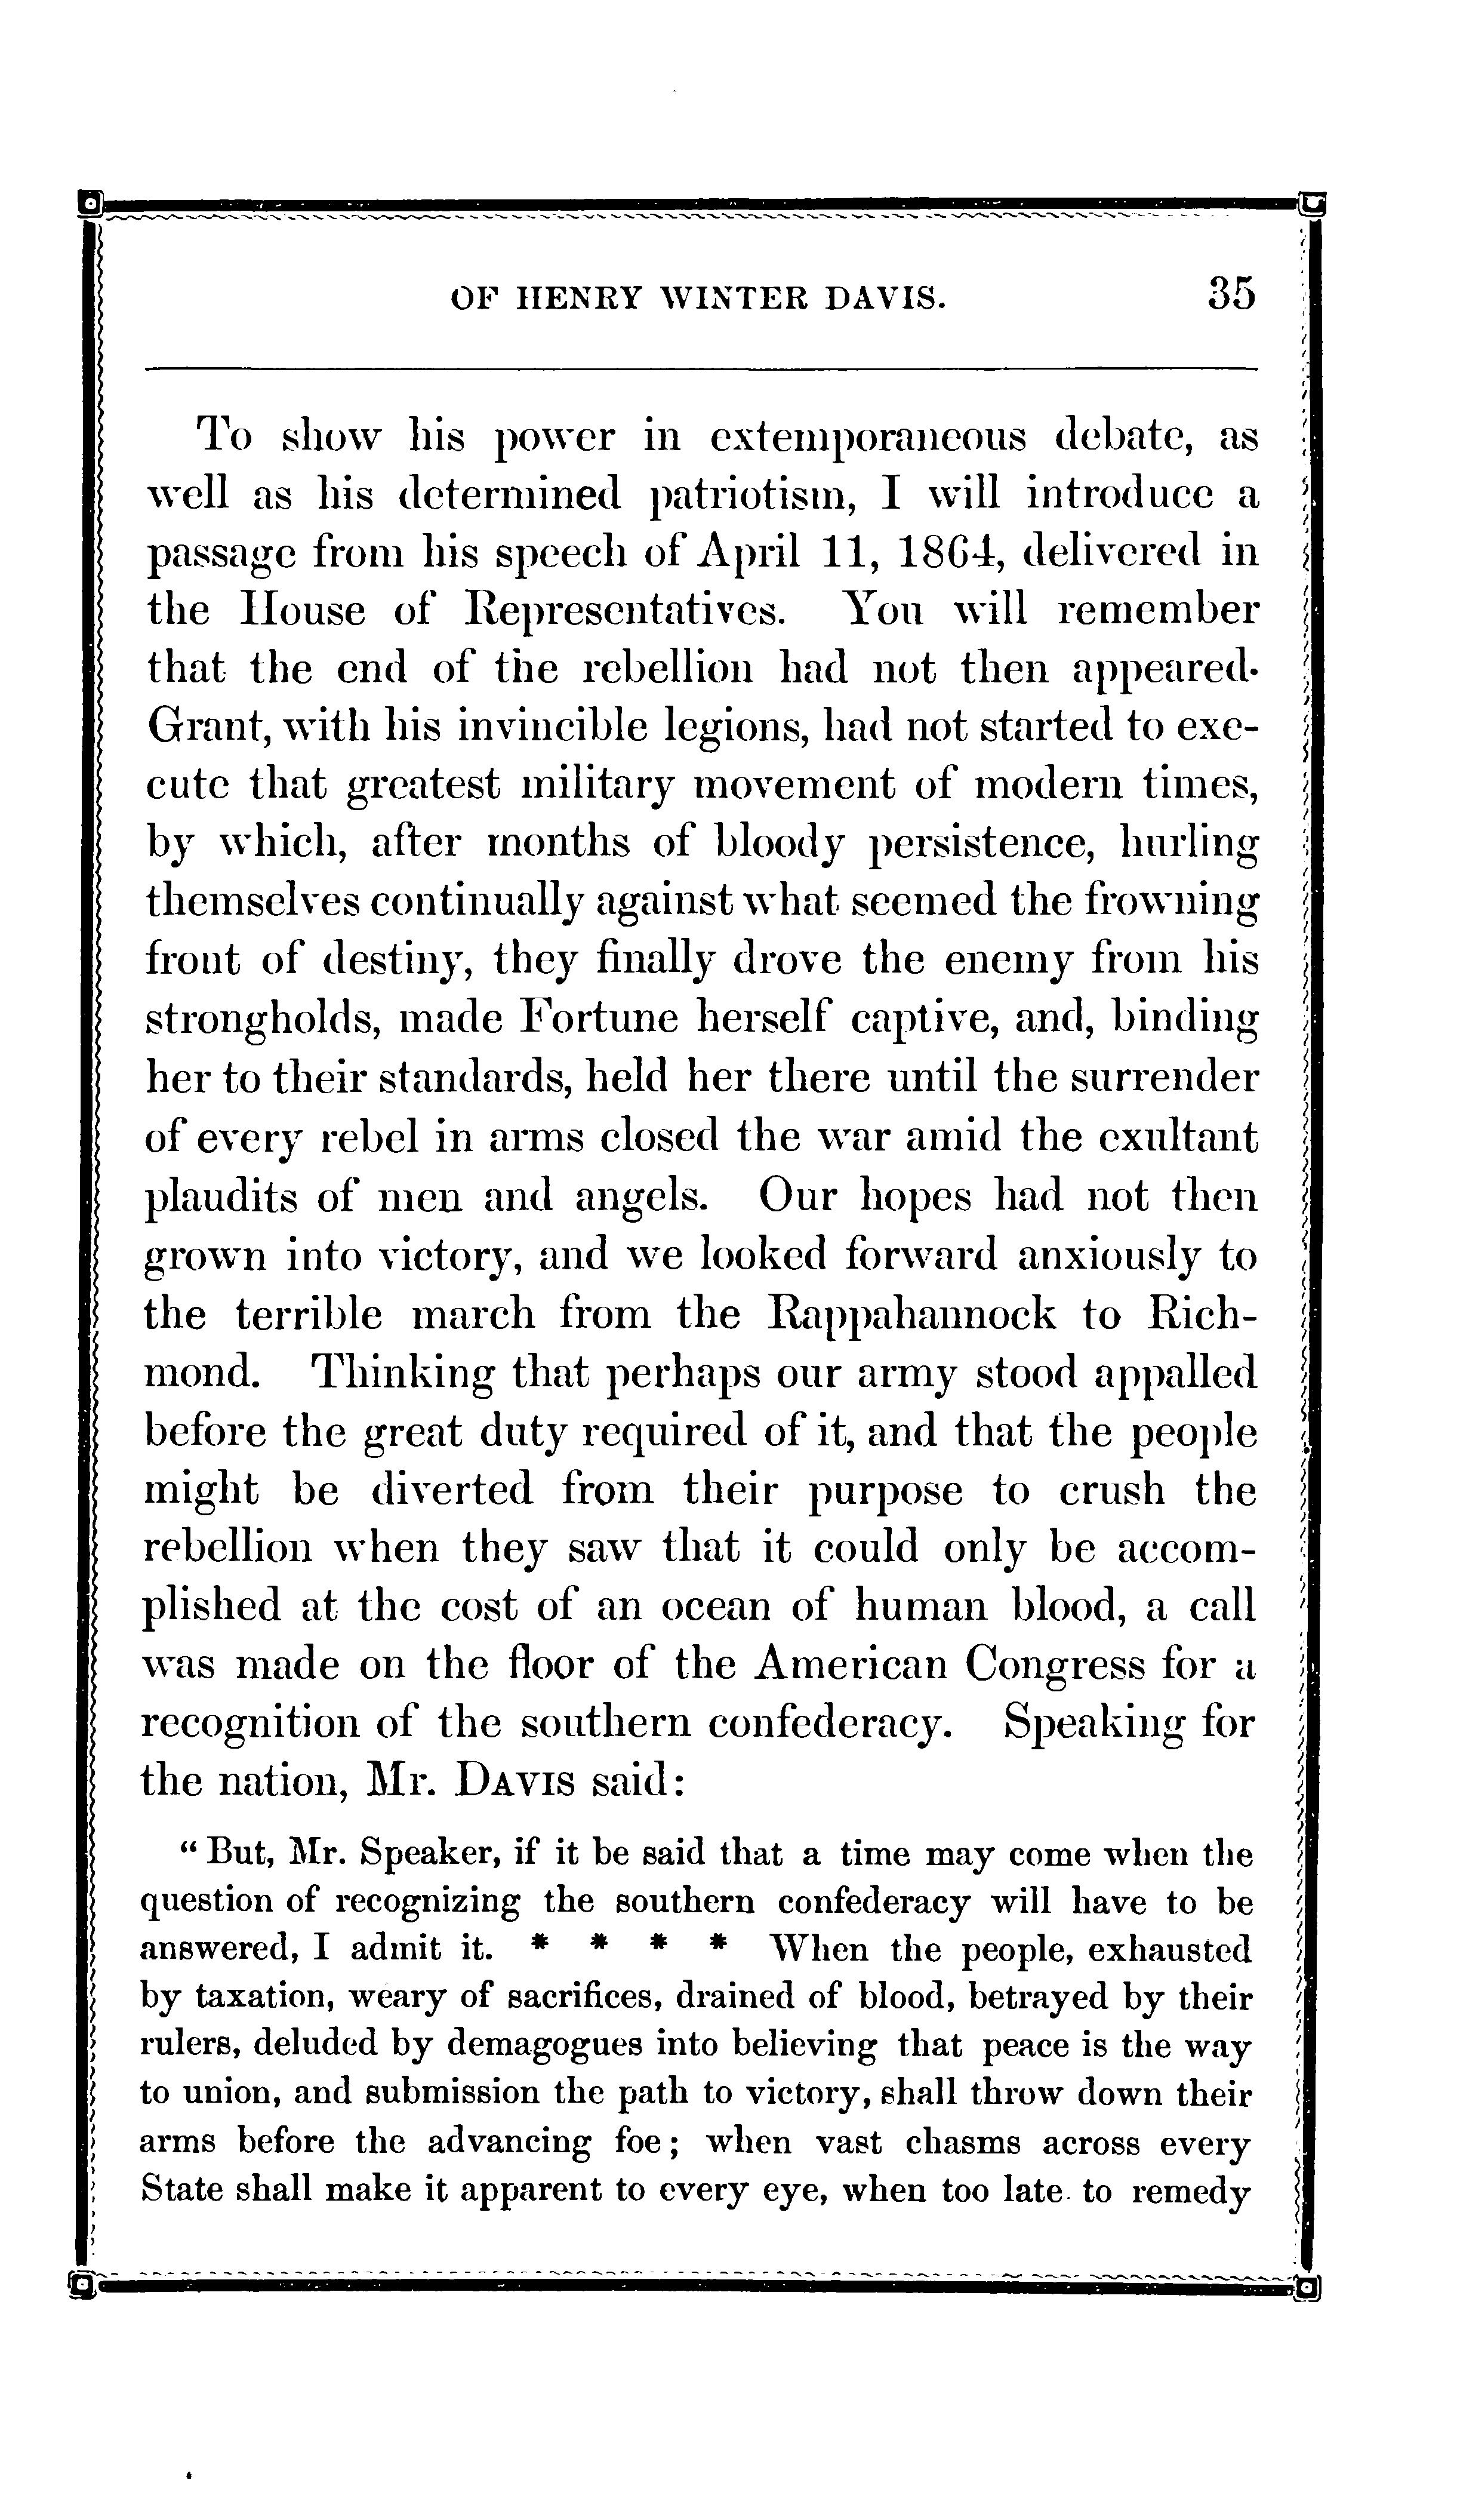 OF HENRY WINTER DAVIS. 35
To show his power in extemporaneous debate, as
well as his determined patriotism, I will introduce a
passage from his speech of April 11, 1864, delivered in
the House of Representatives. You will remember
that the end of the rebellion had not then appeared.
Grant, with his invincible legions, had not started to exe-
cute that greatest military movement of modern times,
by which, after months of bloody persistence, hurling
themselves continually against what seemed the frowning
front of destiny, they finally drove the enemy from his
strongholds, made Fortune herself captive, and, binding
her to their standards, held her there until the surrender
of every rebel in arms closed the war amid the exultant
plaudits of men and angels. Our hopes had not then
grown into victory, and we looked forward anxiously to
the terrible march from the Rappahannock to Rich-
mond. Thinking that perhaps our army stood appalled
before the great duty required of it, and that the people
might be diverted from their purpose to crush the
rebellion when they saw that it could only be accom-
plished at the cost of an ocean of human blood, a call
was made on the floor of the American Congress for a
recognition of the southern confederacy. Speaking for
the nation, Mr. DAVIS said:
“But, Mr. Speaker, if it be said that a time may come when the
question of recognizing the southern confederacy will have to be
answered, I admit it. * * * * When the people, exhausted
by taxation, weary of sacrifices, drained of blood, betrayed by their
rulers, deluded by demagogues into believing that peace is the way
to union, and submission the path to victory, shall throw down their
arms before the advancing foe; when vast chasms across every
State shall make it apparent to every eye, when too late to remedy